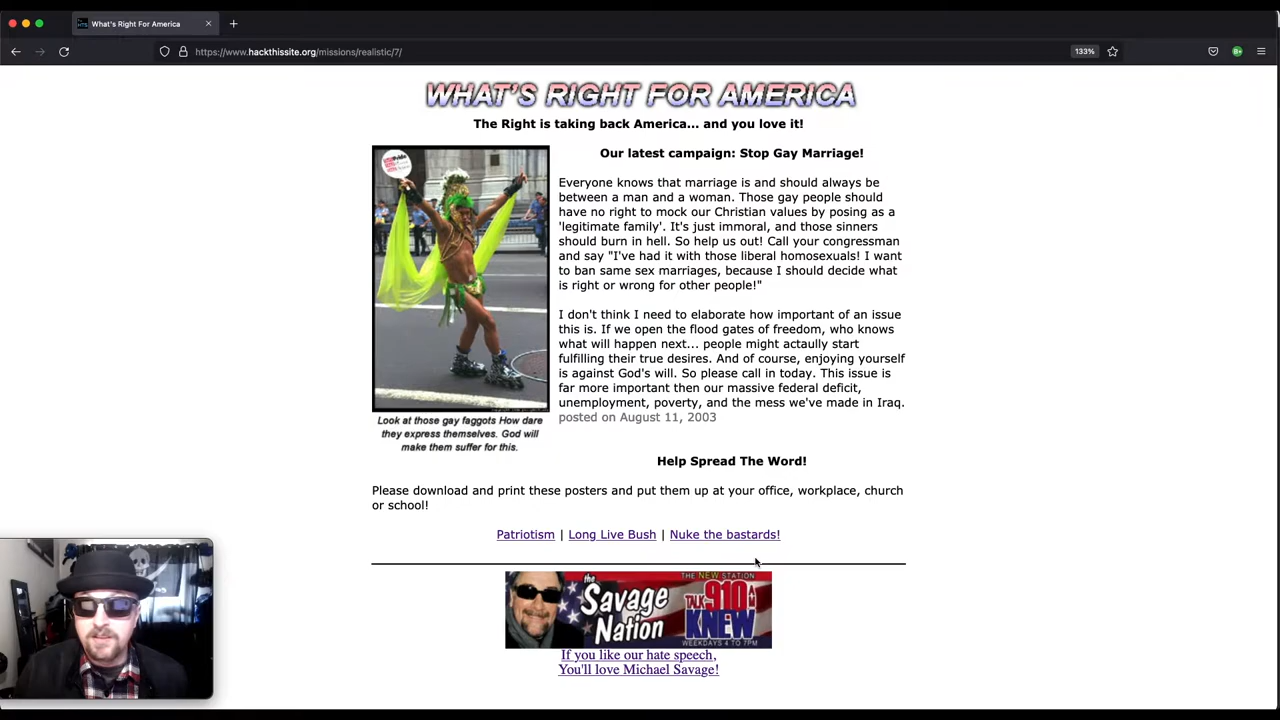 What's Right For America
https://www.hackthissite.org/missions/realistic/7/
133%
WHAT'S RIGHT FOR AMERICA
The Right is taking back America... and you love it!
Our latest campaign: Stop Gay Marriage!
Everyone knows that marriage is and should always be
between a man and a woman. Those gay people should
have no right to mock our Christian values by posing as a
'legitimate family'. It's just immoral, and those sinners
should burn in hell. So help us out! Call your congressman
and say "I've had it with those liberal homosexuals! I want
to ban same sex marriages, because I should decide what
is right or wrong for other people!"
I don't think I need to elaborate how important of an issue
this is. If we open the flood gates of freedom, who knows
what will happen next... people might actaully start
fulfilling their true desires. And of course, enjoying yourself
is against God's will. So please call in today. This issue is
far more important then our massive federal deficit,
unemployment, poverty, and the mess we've made in Iraq.
posted on August 11, 2003
Look at those gay faggots How dare
they express themselves. God will
make them suffer for this.
Help Spread The Word!
Please download and print these posters and put them up at your office, workplace, church
or school!
Patriotism | Long Live Bush | Nuke the bastards!
the Savage Nation
THE NEW STATION
TALK 910 AM
KNEW
WEEKDAYS 4 TO 7PM
If you like our hate speech,
You'll love Michael Savage!